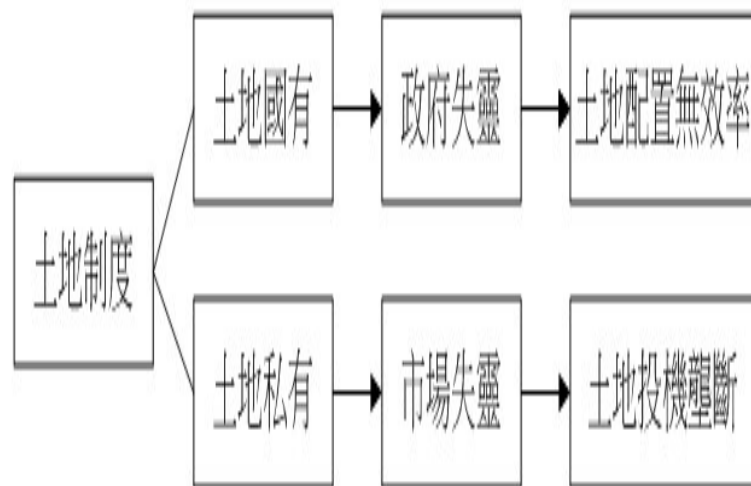 土地國有
政府失靈
土地配置無效率
土地制度
土地私有
市場失靈
土地投機壟斷